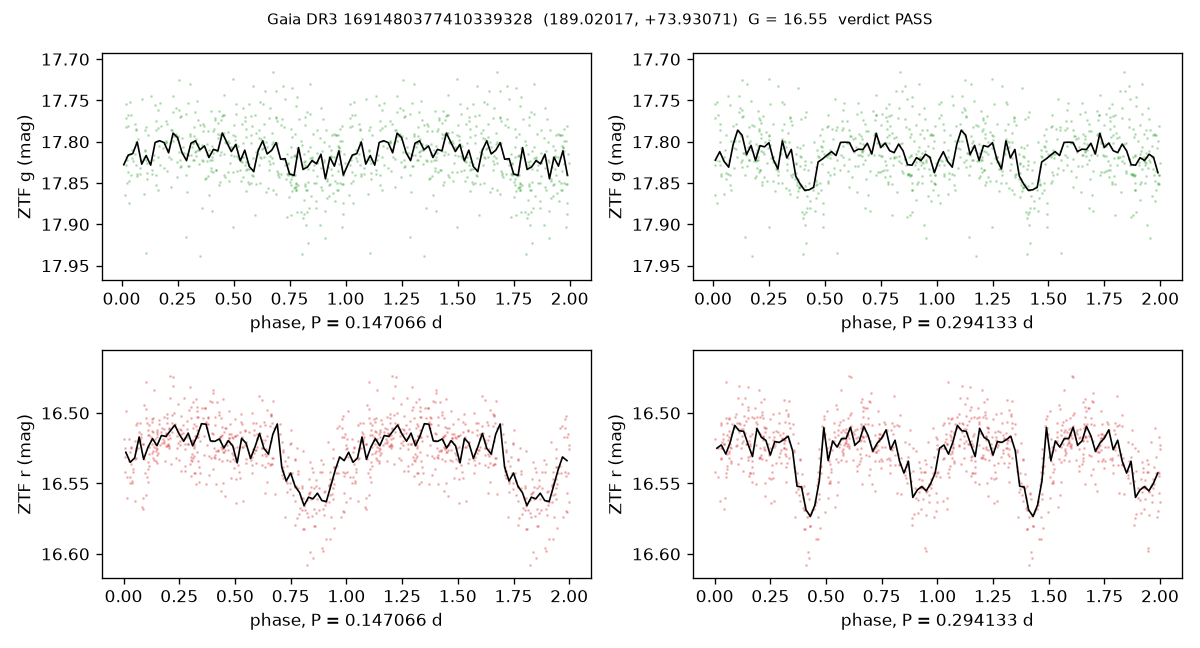 Gaia DR3 1691480377410339328  (189.02017, +73.93071)  G = 16.55  verdict PASS
ZTF g (mag)
17.70
17.75
17.80
17.85
17.90
17.95
0.00 0.25 0.50 0.75 1.00 1.25 1.50 1.75 2.00
phase, P = 0.147066 d
ZTF g (mag)
17.70
17.75
17.80
17.85
17.90
17.95
0.00 0.25 0.50 0.75 1.00 1.25 1.50 1.75 2.00
phase, P = 0.294133 d
ZTF r (mag)
16.50
16.55
16.60
0.00 0.25 0.50 0.75 1.00 1.25 1.50 1.75 2.00
phase, P = 0.147066 d
ZTF r (mag)
16.50
16.55
16.60
0.00 0.25 0.50 0.75 1.00 1.25 1.50 1.75 2.00
phase, P = 0.294133 d